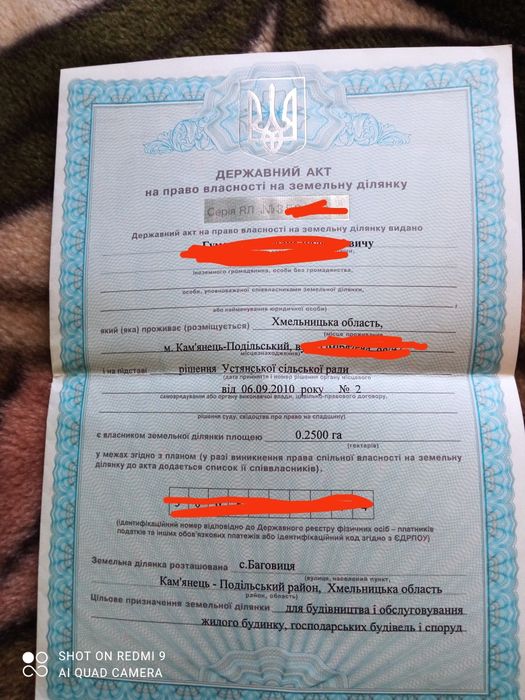 ДЕРЖАВНИЙ АКТ
на право власності на земельну ділянку
Серія ЯЛ №3
Державний акт на право власності на земельну ділянку видано
вичу
іноземного громадянина, особи без громадянства,
особи, уповноваженої співвласниками земельної ділянки,
або найменування юридичної особи)
який (яка) проживає (розміщується) Хмельницька область,
(місце проживання,
м. Кам'янець-Подільський,
місцезнаходження)
і на підставі рішення Устянської сільської ради
(дата прийняття і номер рішення органу місцевого
від 06.09.2010 року № 2
самоврядування або органу виконавчої влади, цивільно-правового договору,
рішення суду, свідоцтва про право на спадщину)
є власником земельної ділянки площею 0.2500 га
(гектарів)
у межах згідно з планом (у разі виникнення права спільної власності на земельну
ділянку до акта додається список її співвласників).
(ідентифікаційний номер відповідно до Державного реєстру фізичних осіб – платників
податків та інших обов'язкових платежів або ідентифікаційний код згідно з ЄДРПОУ)
Земельна ділянка розташована с.Баговиця
(вулиця, населений пункт,
Кам'янець - Подільський район, Хмельницька область
район, область)
Цільове призначення земельної ділянки для будівництва і обслуговування
жилого будинку, господарських будівель і споруд
SHOT ON REDMI 9
AI QUAD CAMERA